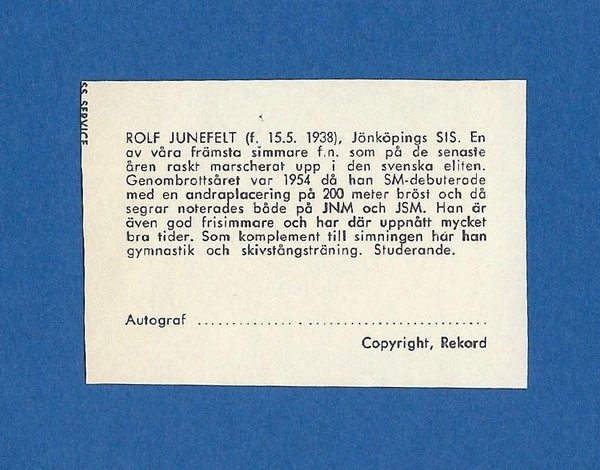 SS SERVICE
ROLF JUNEFELT (f. 15.5. 1938), Jönköpings SIS. En
av våra främsta simmare f.n. som på de senaste
åren raskt marscherat upp i den svenska eliten.
Genombrottsåret var 1954 då han SM-debuterade
med en andraplacering på 200 meter bröst och då
segrar noterades både på JNM och JSM. Han är
även god frisimmare och har där uppnått mycket
bra tider. Som komplement till simningen har han
gymnastik och skivstångsträning. Studerande.
Autograf ................................................
Copyright, Rekord